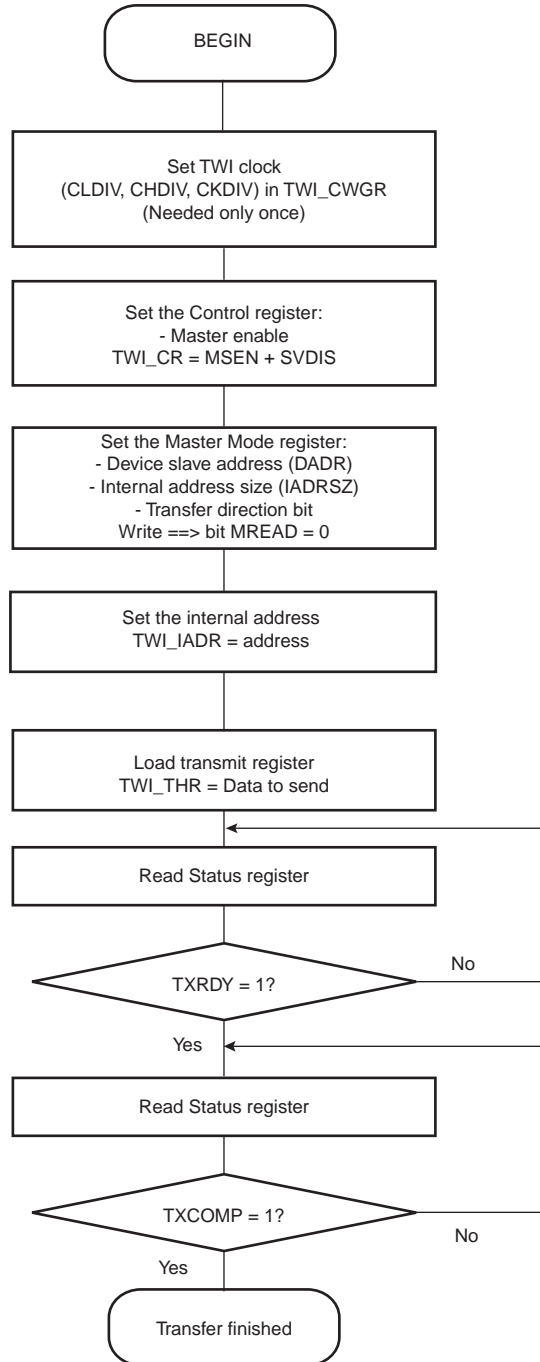 BEGIN
Set TWI clock
(CLDIV, CHDIV, CKDIV) in TWI_CWGR
(Needed only once)
Set the Control register:
- Master enable
TWI_CR = MSEN + SVDIS
Set the Master Mode register:
- Device slave address (DADR)
- Internal address size (IADRSZ)
- Transfer direction bit
Write ==> bit MREAD = 0
Set the internal address
TWI_IADR = address
Load transmit register
TWI_THR = Data to send
Read Status register
TXRDY = 1?
No
Yes
Read Status register
TXCOMP = 1?
No
Yes
Transfer finished